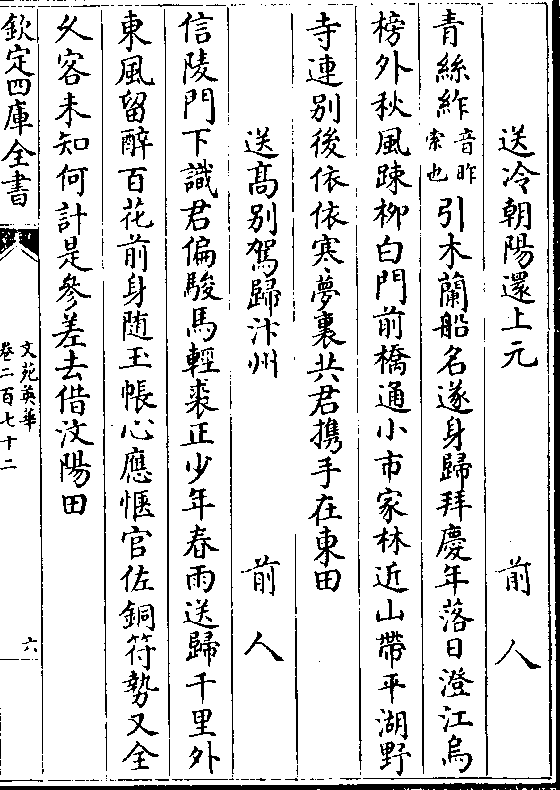 送冷朝陽還上元　前人
青絲䋏音昨索也引木蘭船名遂身歸拜慶年落日澄江烏
榜外秋風踈柳白門前橋通小市家林近山帶平湖野
寺連別後依依寒夢裏共君攜手在東田
送高別駕歸汴州　前人
信陵門下識君偏駿馬輕裘正少年春雨送歸千里外
東風留醉百花前身随玉帳心應愜官佐銅符勢又全
久客未知何計是參差去借汶陽田
欽定四庫全書
文苑英華
卷二百七十二
六